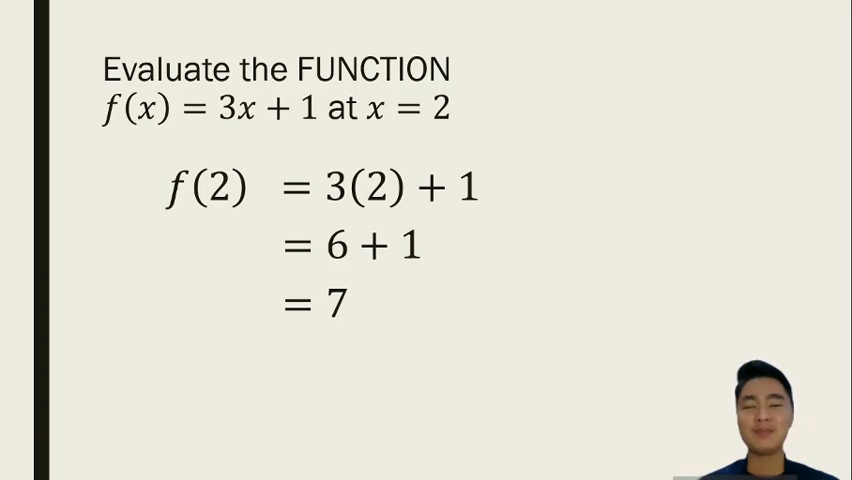 Evaluate the FUNCTION
f(x) = 3x + 1 at x = 2
f(2) = 3(2) + 1
= 6 + 1
= 7